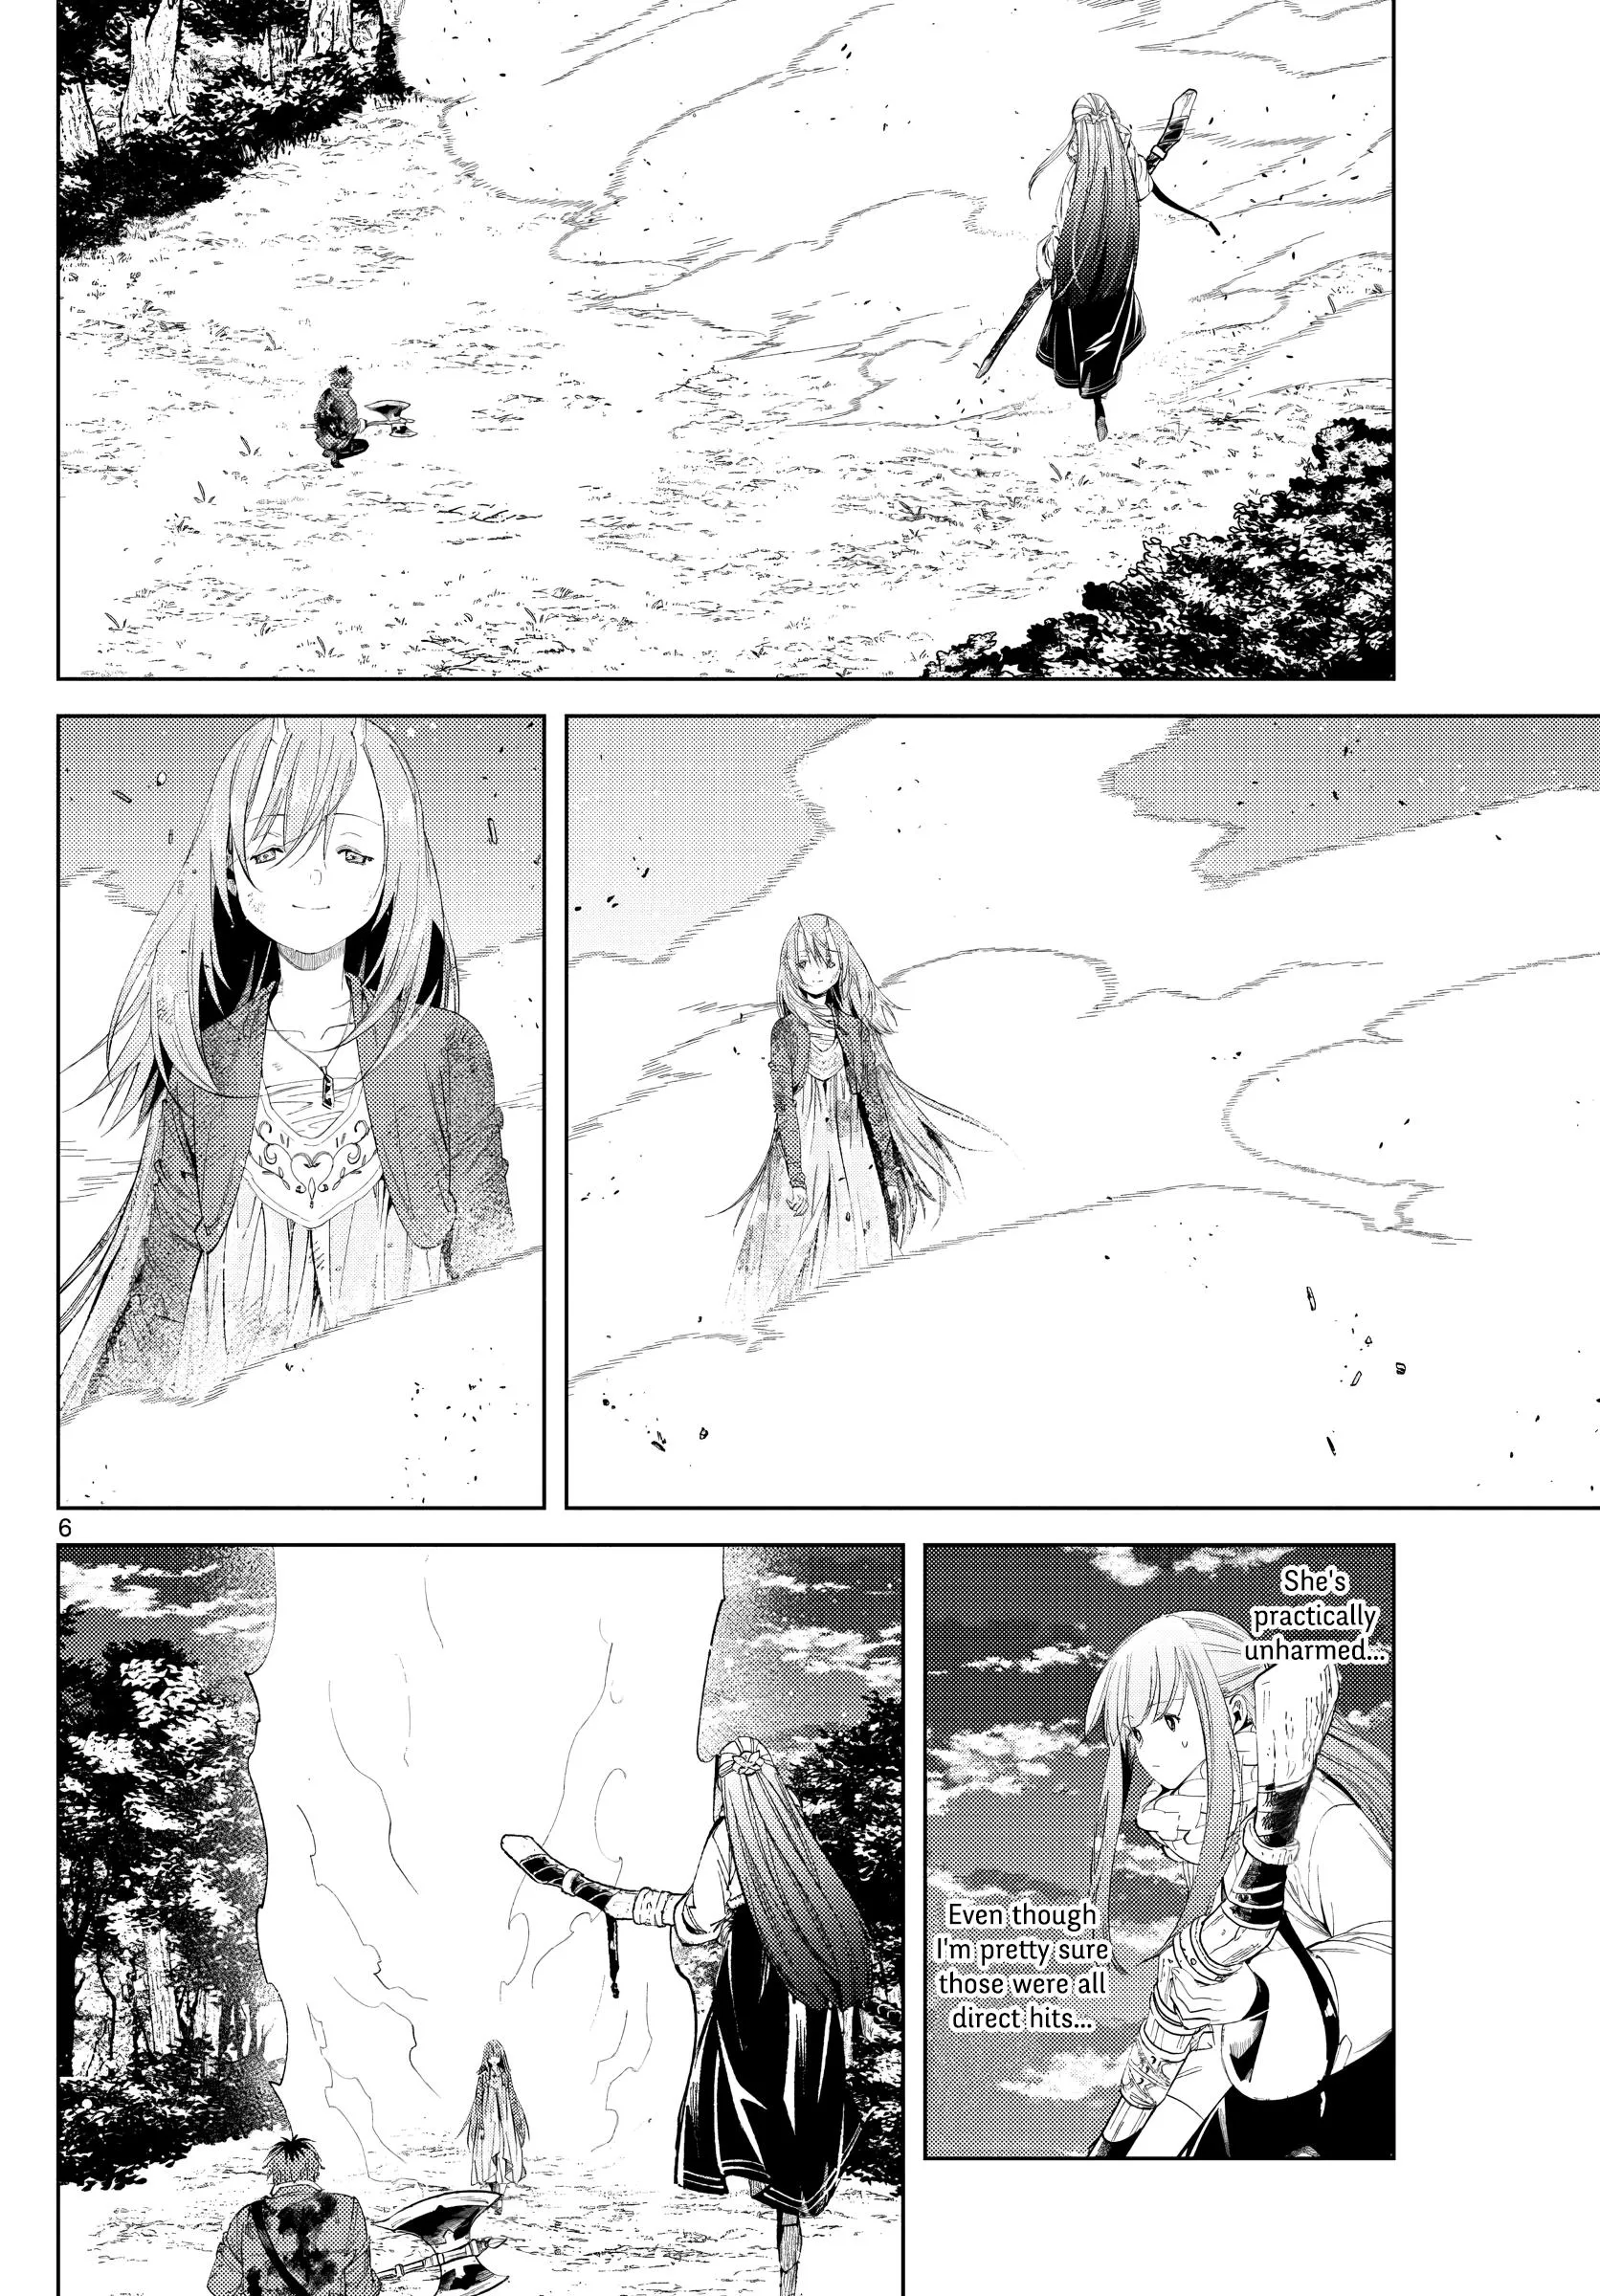 6
She's
practically
unharmed...
Even though
I'm pretty sure
those were all
direct hits...